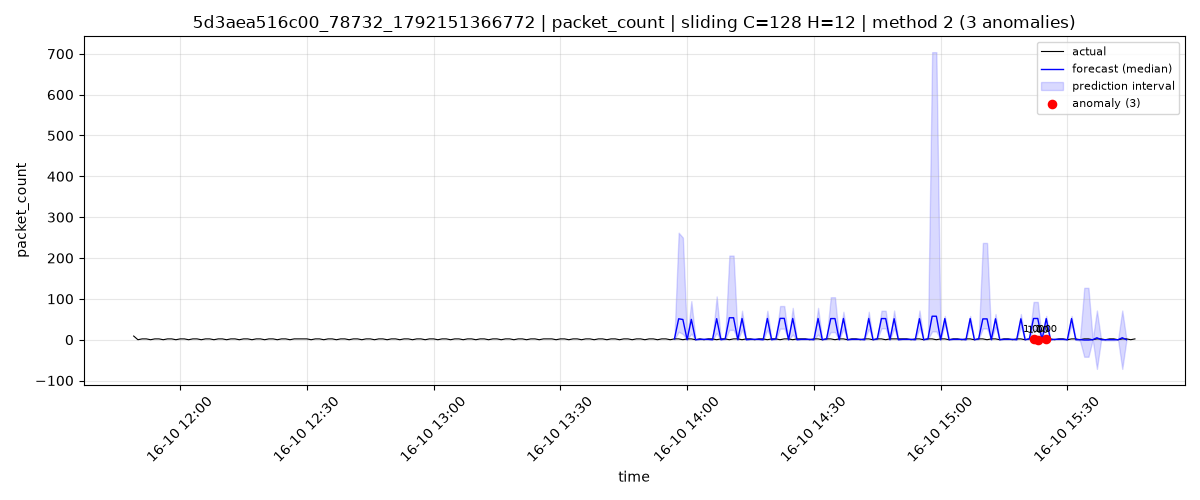 5d3aea516c00_78732_1792151366772 | packet_count | sliding C=128 H=12 | method 2 (3 anomalies)
actual
forecast (median)
prediction interval
anomaly (3)
packet_count
700
600
500
400
300
200
100
0
−100
16-10 12:00
16-10 12:30
16-10 13:00
16-10 13:30
16-10 14:00
16-10 14:30
16-10 15:00
16-10 15:30
time